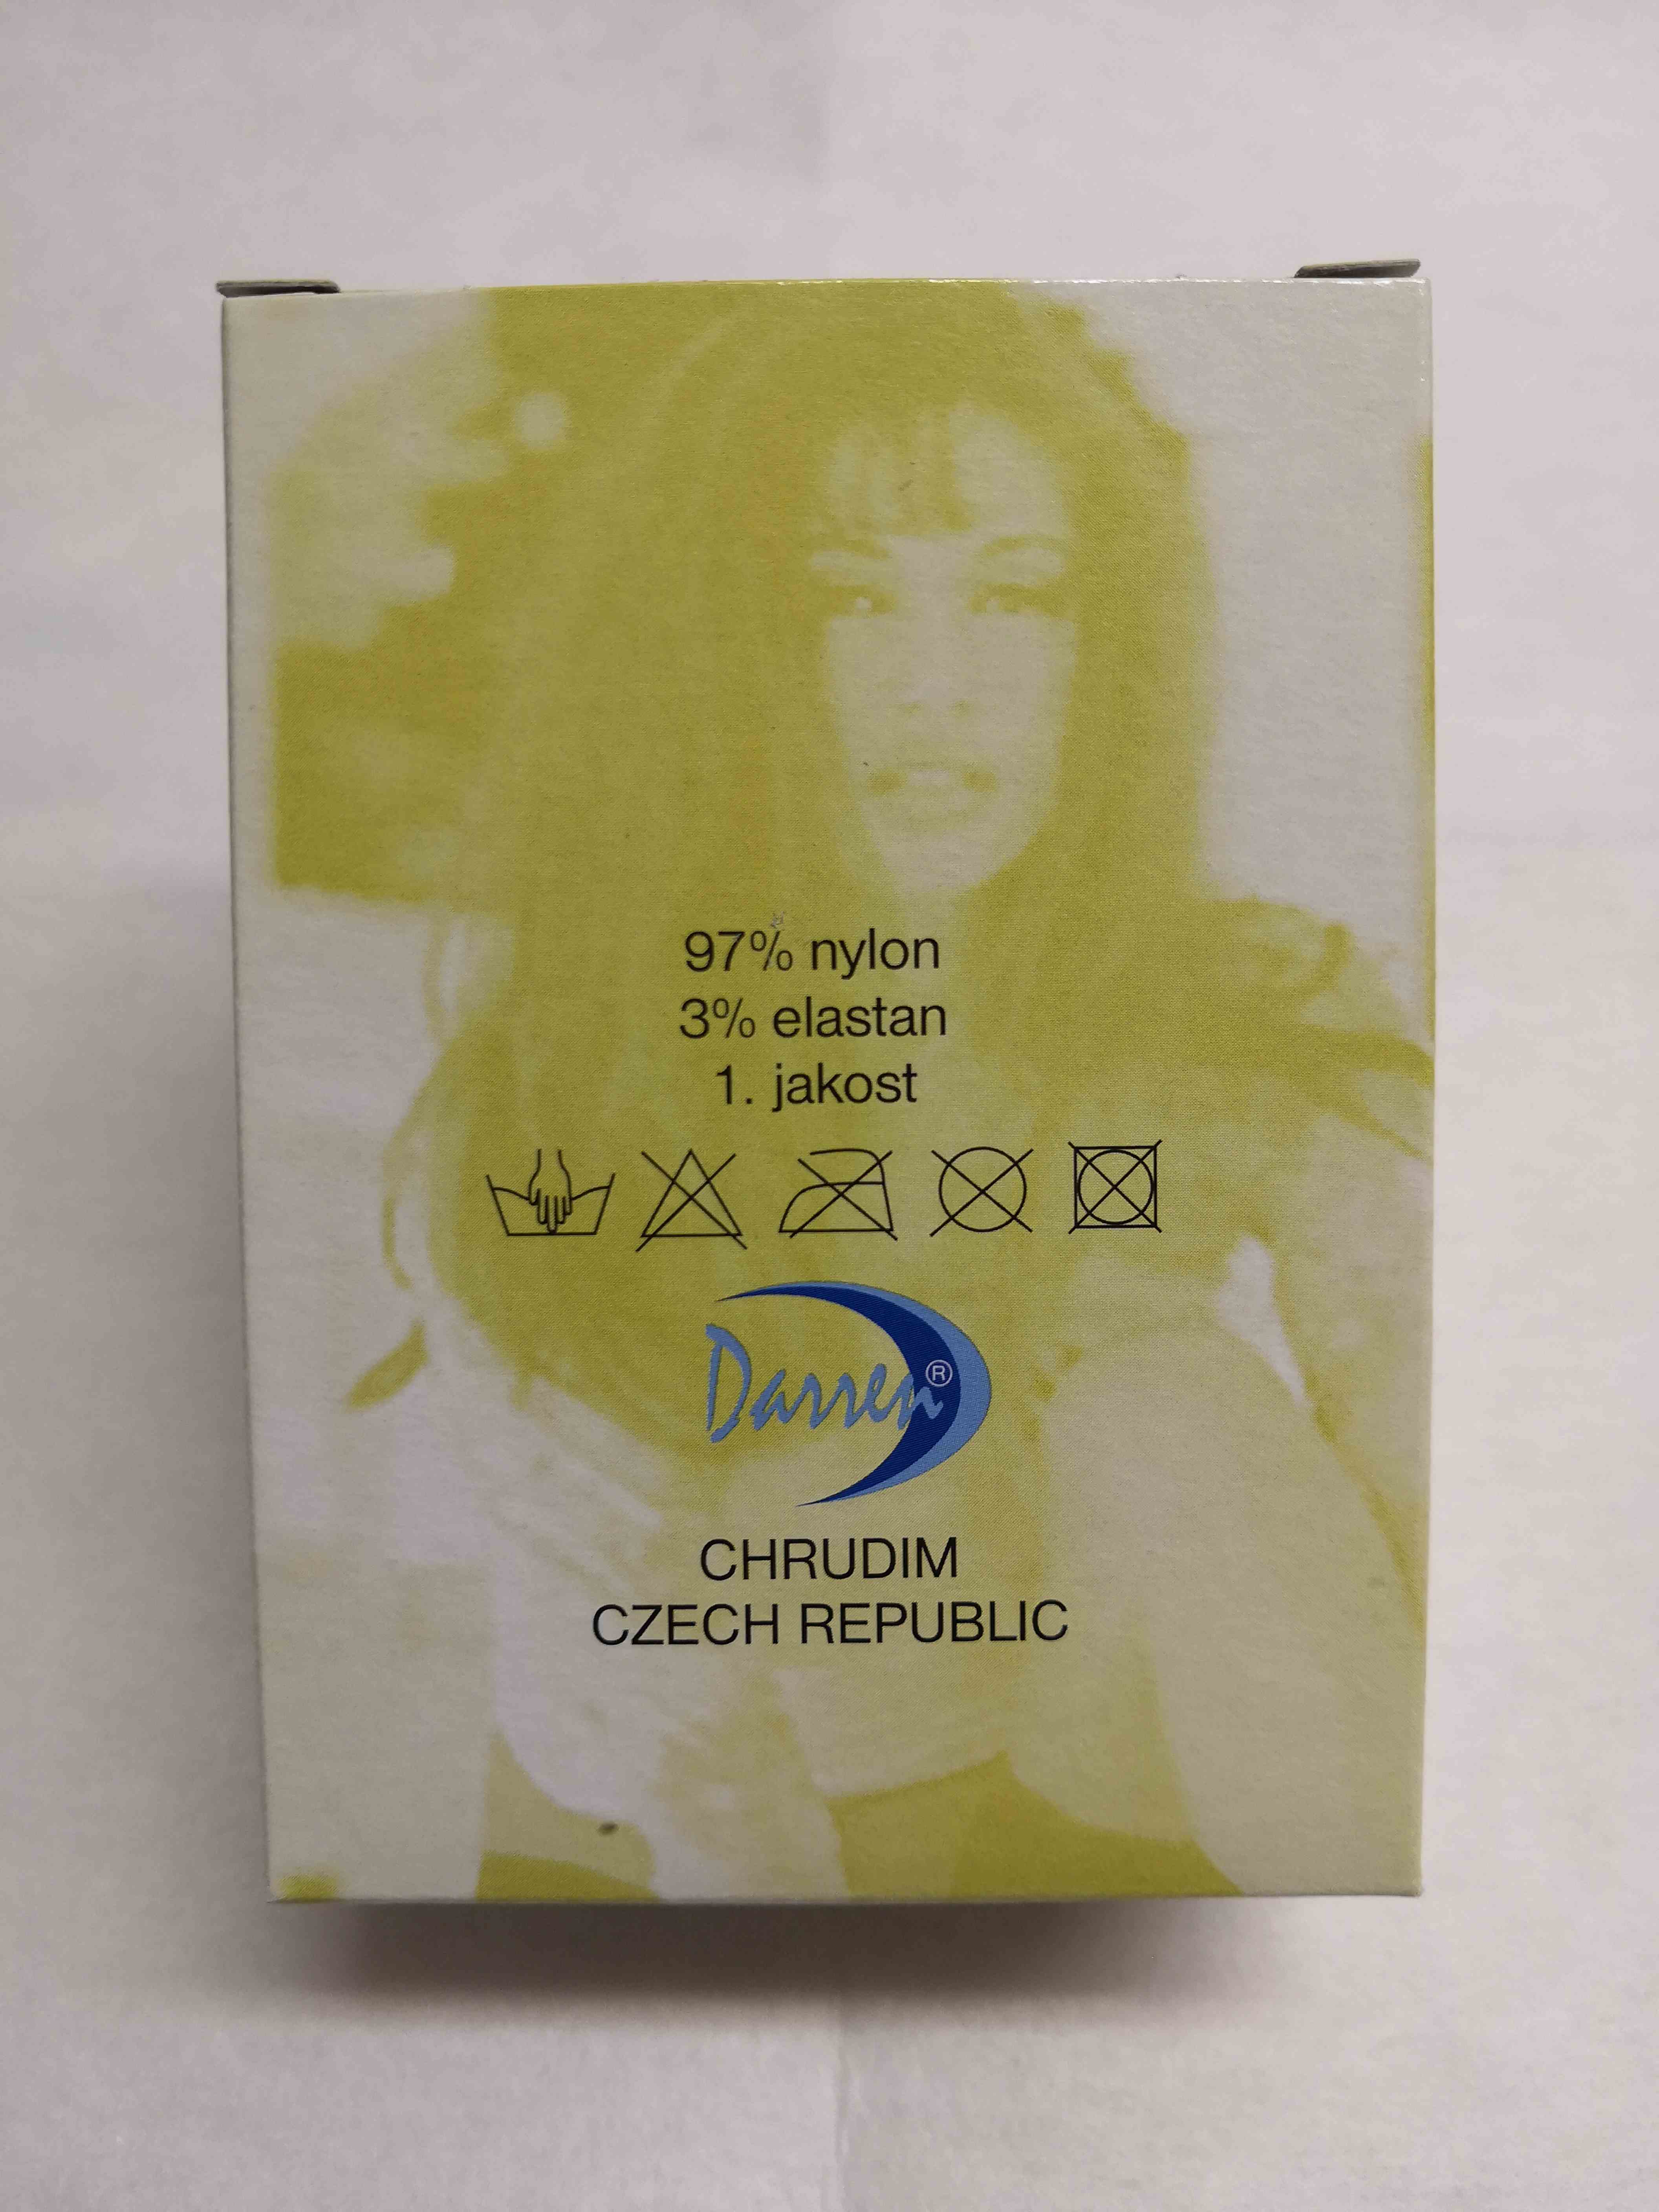 97% nylon
3% elastan
1. jakost
Darren®
CHRUDIM
CZECH REPUBLIC